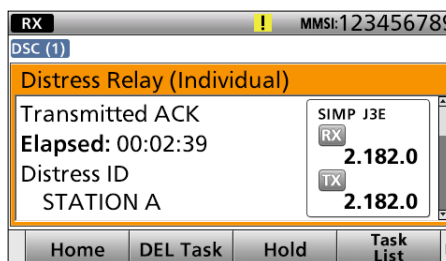 RX ! MMSI:123456789
DSC (1)
Distress Relay (Individual)
Transmitted ACK
Elapsed: 00:02:39
Distress ID
STATION A
SIMP J3E
RX
2.182.0
TX
2.182.0
Home DEL Task Hold Task List